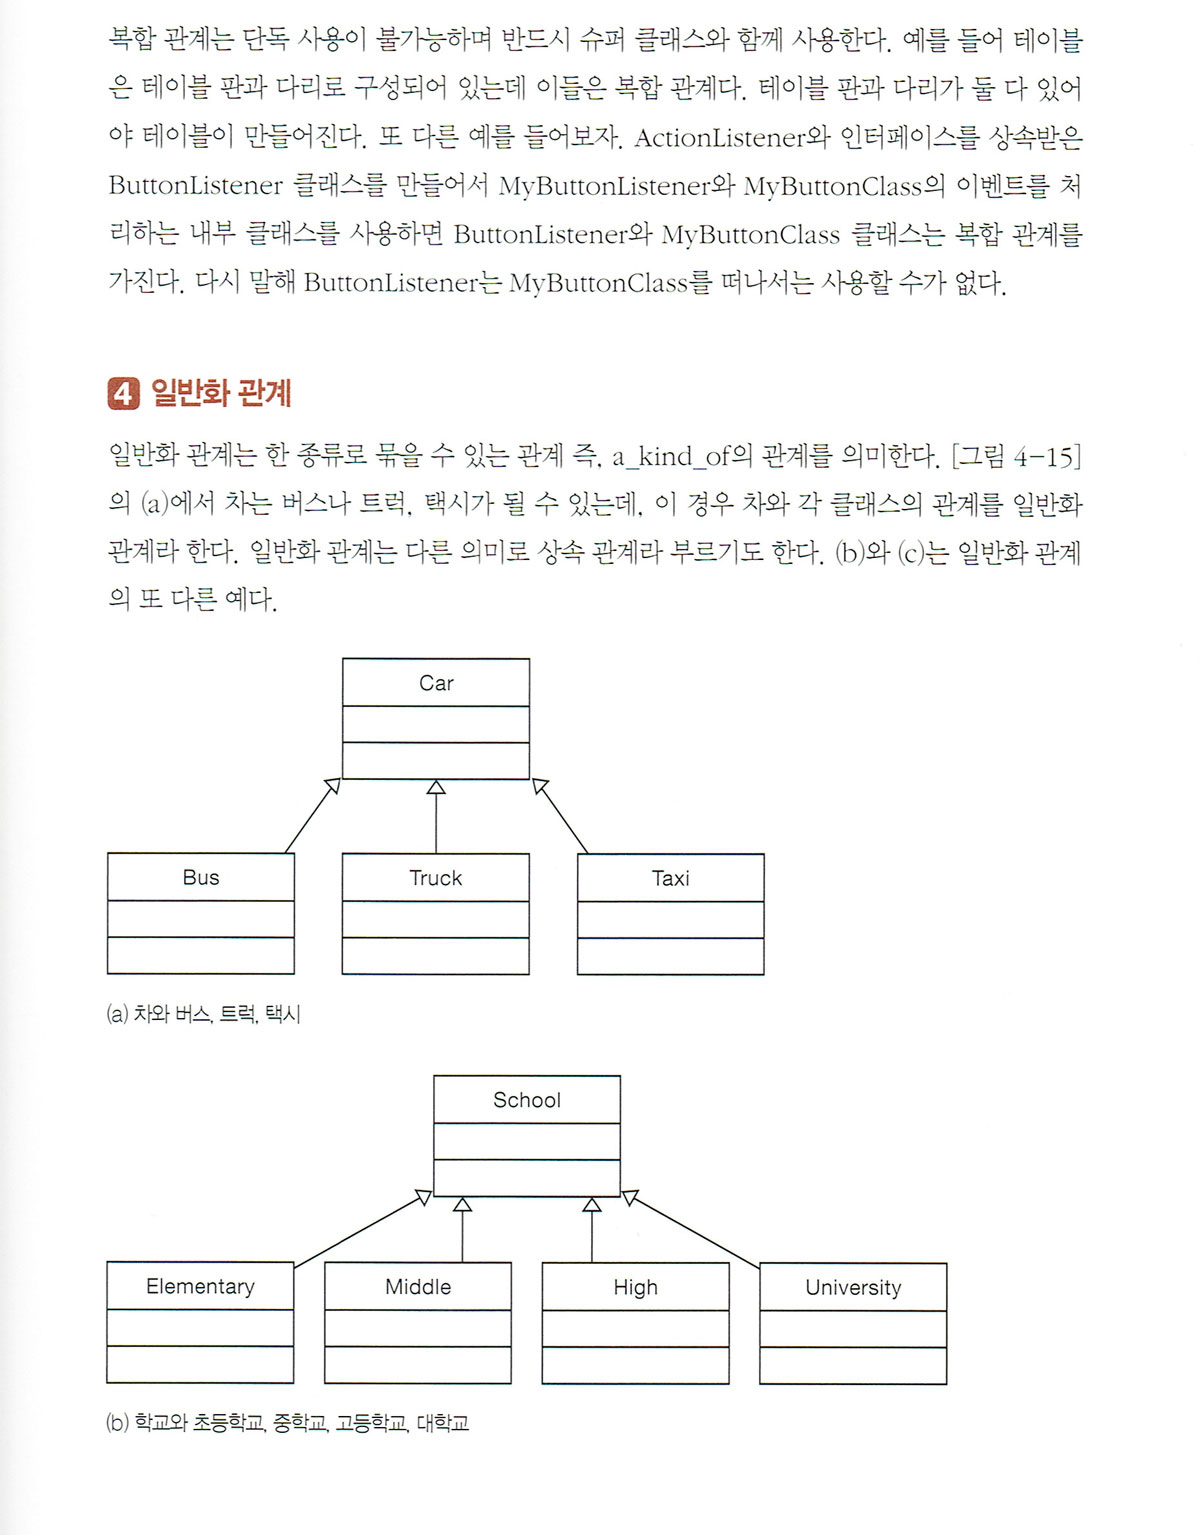 복합 관계는 단독 사용이 불가능하며 반드시 슈퍼 클래스와 함께 사용한다. 예를 들어 테이블
은 테이블 판과 다리로 구성되어 있는데 이들은 복합 관계다. 테이블 판과 다리가 둘 다 있어
야 테이블이 만들어진다. 또 다른 예를 들어보자. ActionListener와 인터페이스를 상속받은
ButtonListener 클래스를 만들어서 MyButtonListener와 MyButtonClass의 이벤트를 처
리하는 내부 클래스를 사용하면 ButtonListener와 MyButtonClass 클래스는 복합 관계를
가진다. 다시 말해 ButtonListener는 MyButtonClass를 떠나서는 사용할 수가 없다.
4 일반화 관계
일반화 관계는 한 종류로 묶을 수 있는 관계 즉, a_kind_of의 관계를 의미한다. [그림 4-15]
의 (a)에서 차는 버스나 트럭, 택시가 될 수 있는데, 이 경우 차와 각 클래스의 관계를 일반화
관계라 한다. 일반화 관계는 다른 의미로 상속 관계라 부르기도 한다. (b)와 (c)는 일반화 관계
의 또 다른 예다.
Car
Bus Truck Taxi
(a) 차와 버스, 트럭, 택시
School
Elementary Middle High University
(b) 학교와 초등학교, 중학교, 고등학교, 대학교